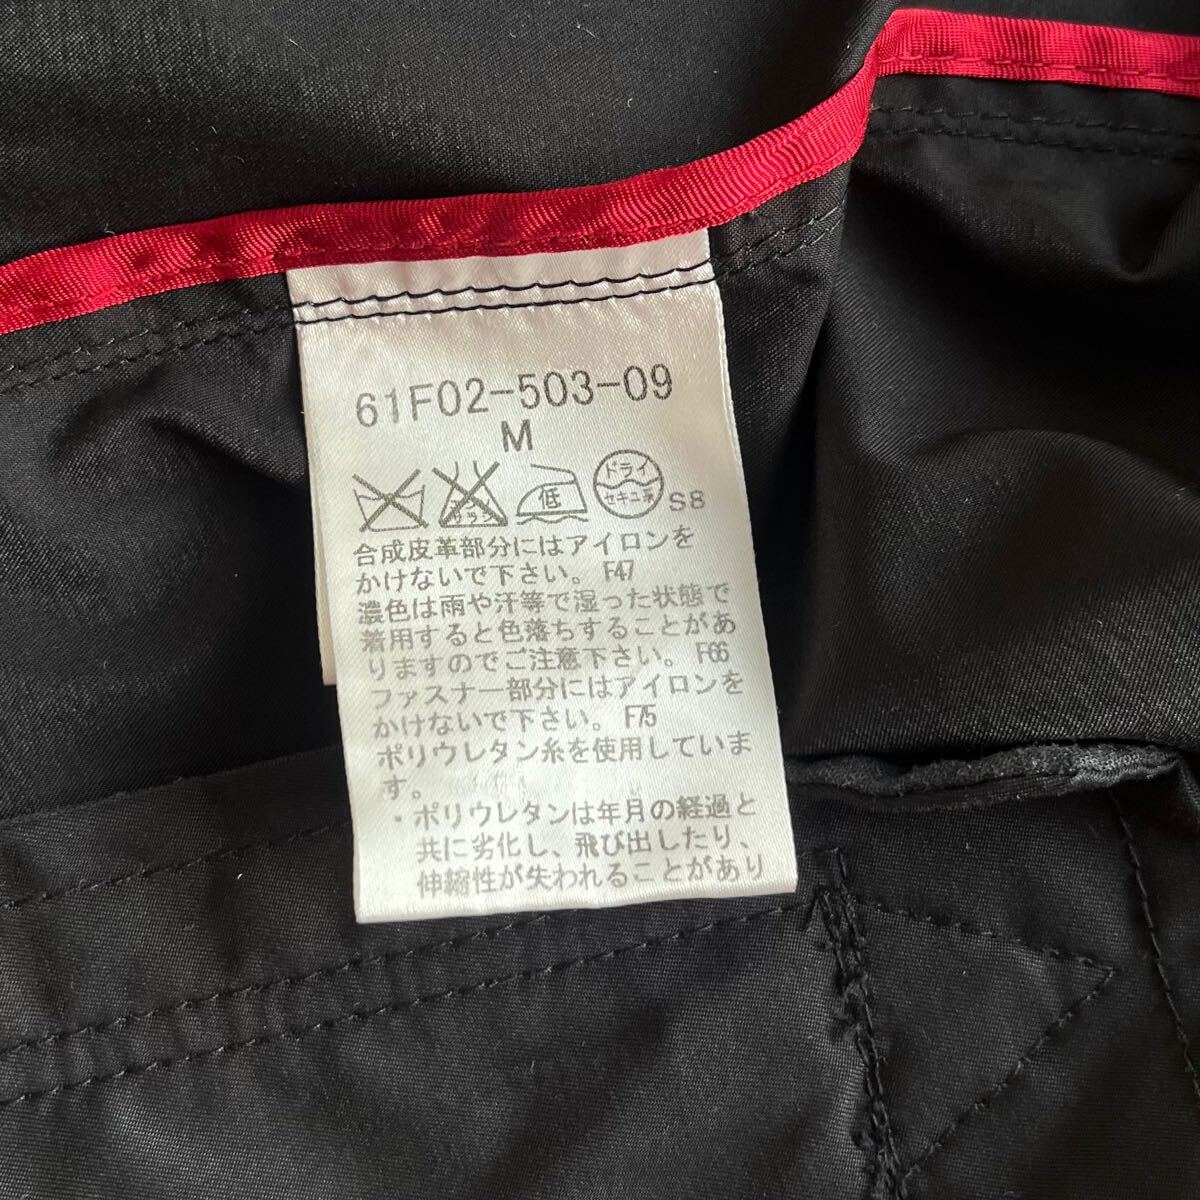 61F02-503-09
M
エンソ
サラシ
低
ドライ
セキユ系
S8
合成皮革部分にはアイロンを
かけないで下さい。 F47
濃色は雨や汗等で湿った状態で
着用すると色落ちすることがあ
りますのでご注意下さい。 F66
ファスナー部分にはアイロンを
かけないで下さい。 F75
ポリウレタン糸を使用していま
す。
・ポリウレタンは年月の経過と
共に劣化し、飛び出したり、
伸縮性が失われることがあり